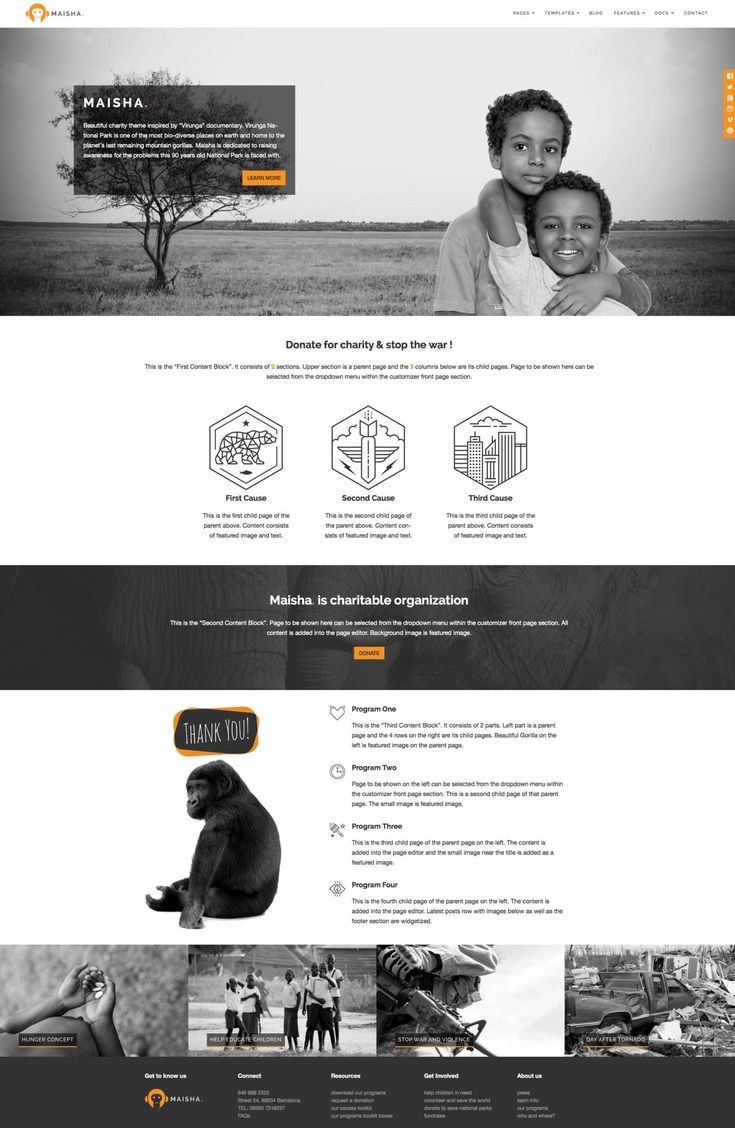 MAISHA.
PAGES TEMPLATES BLOG FEATURES DOCS CONTACT
MAISHA.
Beautiful charity theme inspired by "Virunga" documentary. Virunga Na-
tional Park is one of the most bio-diverse places on earth and home to the
planet's last remaining mountain gorillas. Maisha is dedicated to raising
awareness for the problems this 90 years old National Park is faced with.
LEARN MORE
Donate for charity & stop the war !
This is the "First Content Block". It consists of 2 sections. Upper section is a parent page and the 3 columns below are its child pages. Page to be shown here can be
selected from the dropdown menu within the customizer front page section.
First Cause
This is the first child page of the
parent above. Content consists
of featured image and text.
Second Cause
This is the second child page of
the parent above. Content con-
sists of featured image and text.
Third Cause
This is the third child page of the
parent above. Content consists
of featured image and text.
Maisha. is charitable organization
This is the "Second Content Block". Page to be shown here can be selected from the dropdown menu within the customizer front page section. All
content is added into the page editor. Background image is featured image.
DONATE
THANK YOU!
Program One
This is the "Third Content Block". It consists of 2 parts. Left part is a parent
page and the 4 rows on the right are its child pages. Beautiful Gorilla on the
left is featured image on the parent page.
Program Two
Page to be shown on the left can be selected from the dropdown menu within
the customizer front page section. This is a second child page of that parent
page. The small image is featured image.
Program Three
This is the third child page of the parent page on the left. The content is
added into the page editor and the small image near the title is added as a
featured image.
Program Four
This is the fourth child page of the parent page on the left. The content is
added into the page editor. Latest posts row with images below as well as the
footer section are widgetized.
HUNGER CONCEPT
HELP EDUCATE CHILDREN
STOP WAR AND VIOLENCE
DAY AFTER TORNADO
Get to know us
MAISHA.
Connect
646 688 2323
Street 24, 88634 Barcelona
TEL: 08992 7248297
FAQs
Resources
download our programs
request a donation
our couses toolkit
our programs toolkit boxes
Get Involved
help children in need
volunteer and save the world
donate to save national parks
fundraise
About us
press
team info
our programs
who and where?